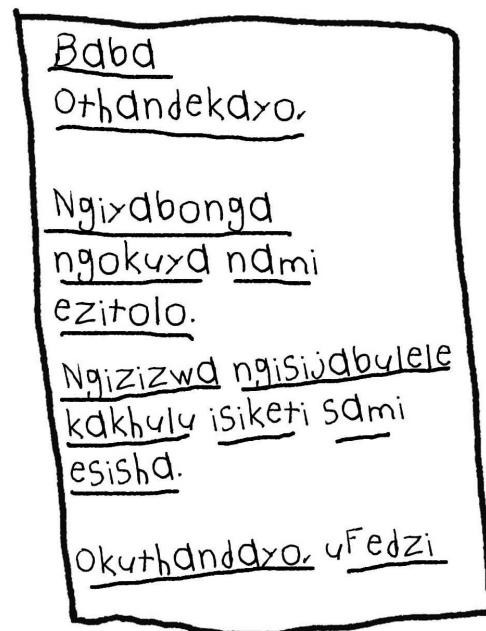 Baba
Othandekayo,
Ngiyabonga
ngokuya nami
ezitolo.
Ngizizwa ngisijabulele
kakhulu isiketi sami
esisha.
Okuthandayo, uFedzi